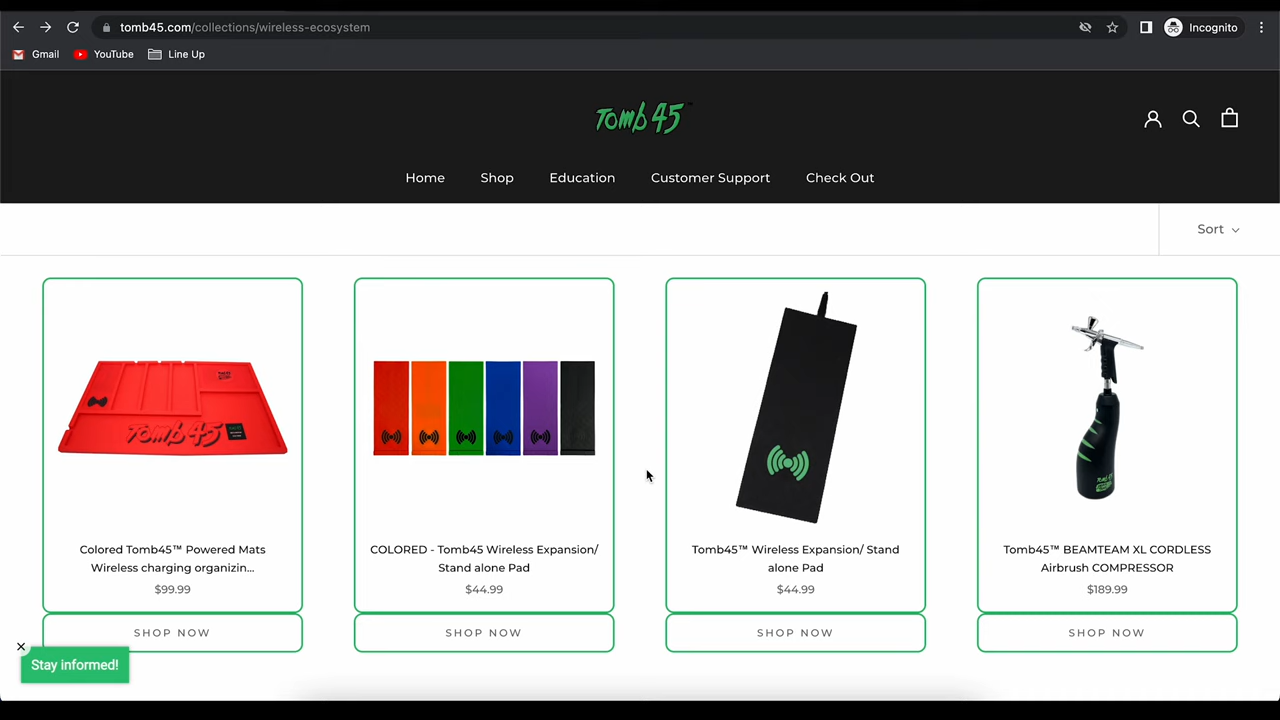 tomb45.com/collections/wireless-ecosystem
Incognito
Gmail
YouTube
Line Up
Tomb45™
Home
Shop
Education
Customer Support
Check Out
Sort
Tomb45
Colored Tomb45™ Powered Mats
Wireless charging organizin...
$99.99
SHOP NOW
COLORED - Tomb45 Wireless Expansion/
Stand alone Pad
$44.99
SHOP NOW
Tomb45™ Wireless Expansion/ Stand
alone Pad
$44.99
SHOP NOW
Tomb45
Tomb45™ BEAMTEAM XL CORDLESS
Airbrush COMPRESSOR
$189.99
SHOP NOW
Stay informed!